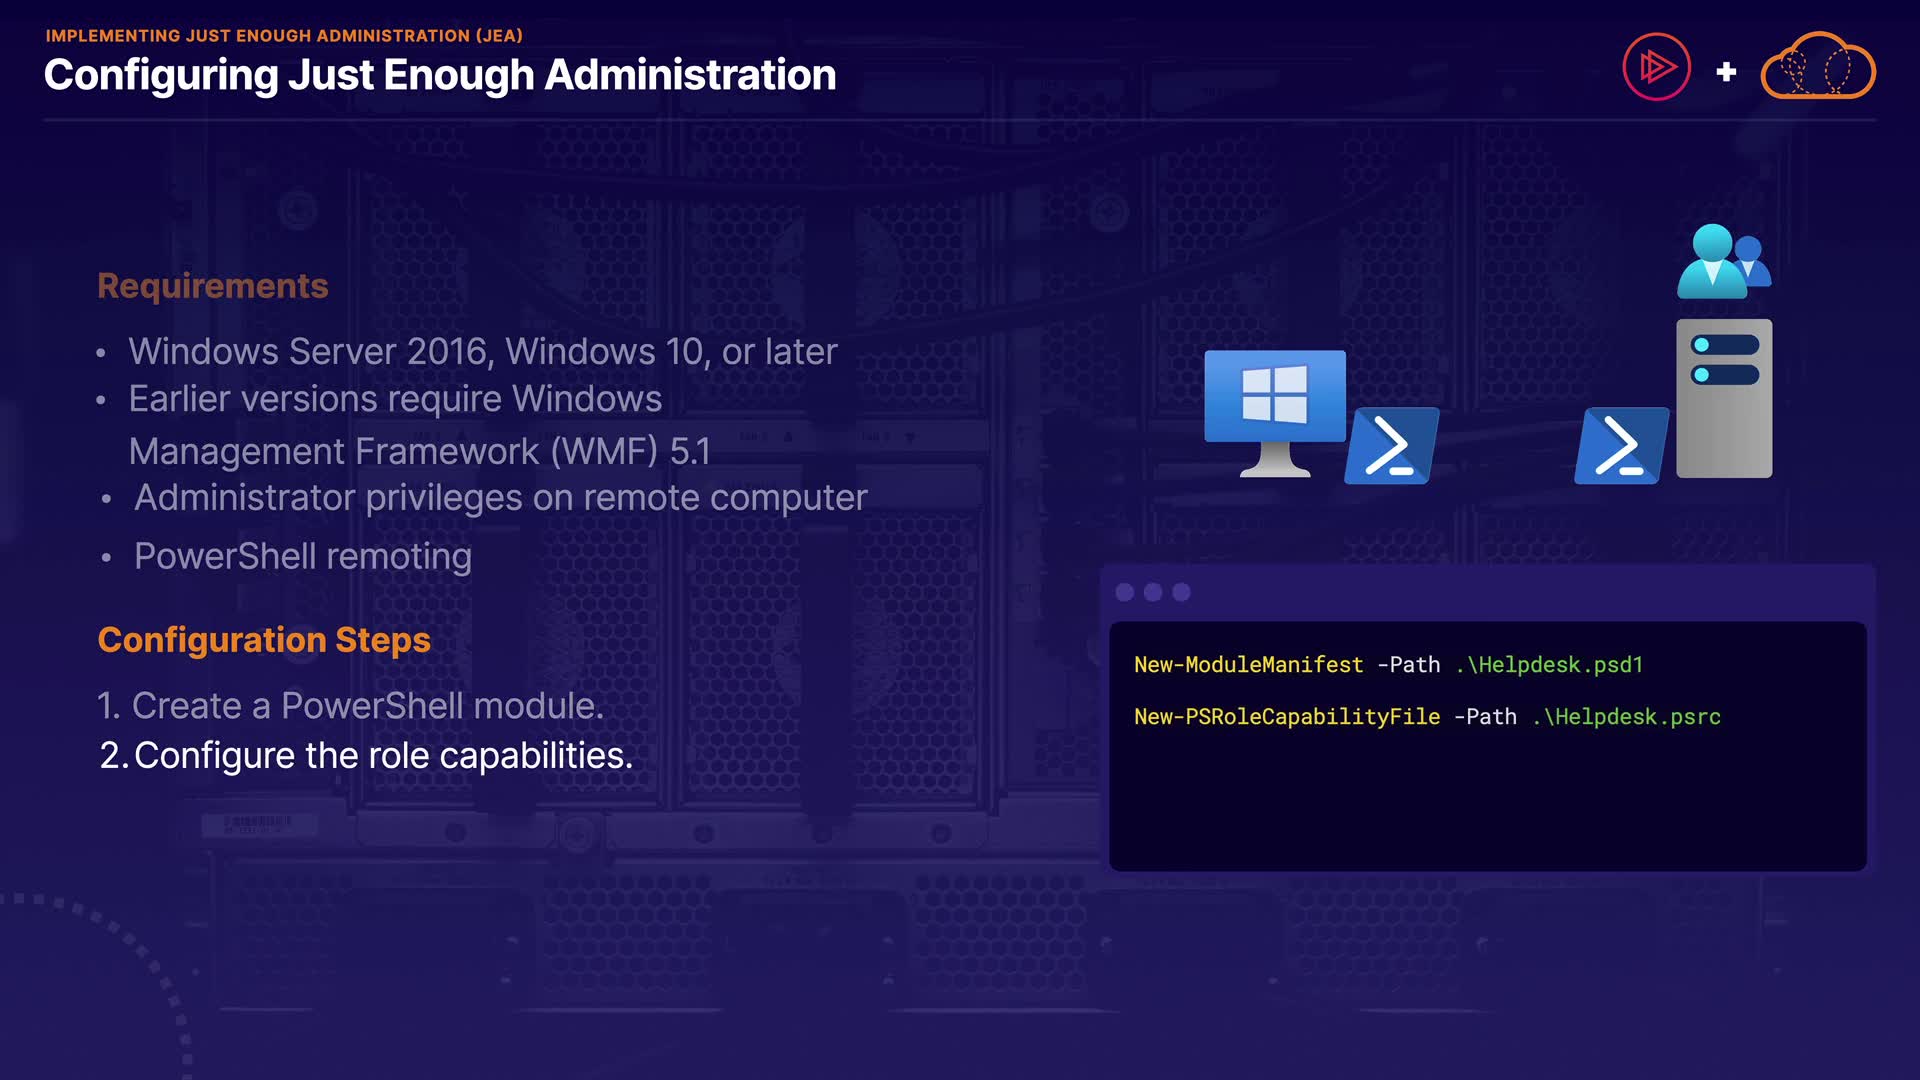 IMPLEMENTING JUST ENOUGH ADMINISTRATION (JEA)
Configuring Just Enough Administration
Requirements
• Windows Server 2016, Windows 10, or later
• Earlier versions require Windows
Management Framework (WMF) 5.1
• Administrator privileges on remote computer
• PowerShell remoting
Configuration Steps
1. Create a PowerShell module.
2. Configure the role capabilities.
New-ModuleManifest -Path .\Helpdesk.psd1
New-PSRoleCapabilityFile -Path .\Helpdesk.psrc